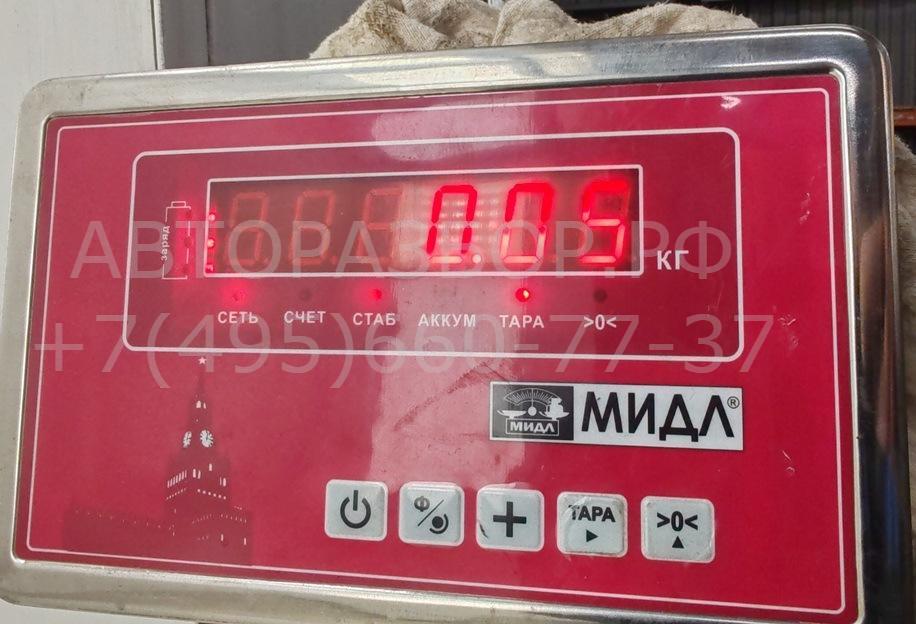 заряд
0.05
АВТОРАЗБОР.РФ
кг
СЕТЬ СЧЕТ СТАБ АККУМ ТАРА >0<
+7(495)660-77-37
МИДЛ МИДЛ®
Ф
+ ТАРА >0<